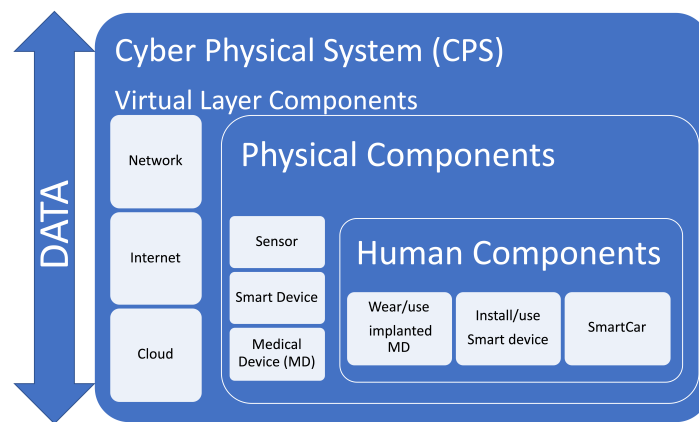 Cyber Physical System (CPS)
Virtual Layer Components
DATA
Network
Internet
Cloud
Physical Components
Sensor
Smart Device
Medical
Device (MD)
Human Components
Wear/use
implanted
MD
Install/use
Smart device
SmartCar